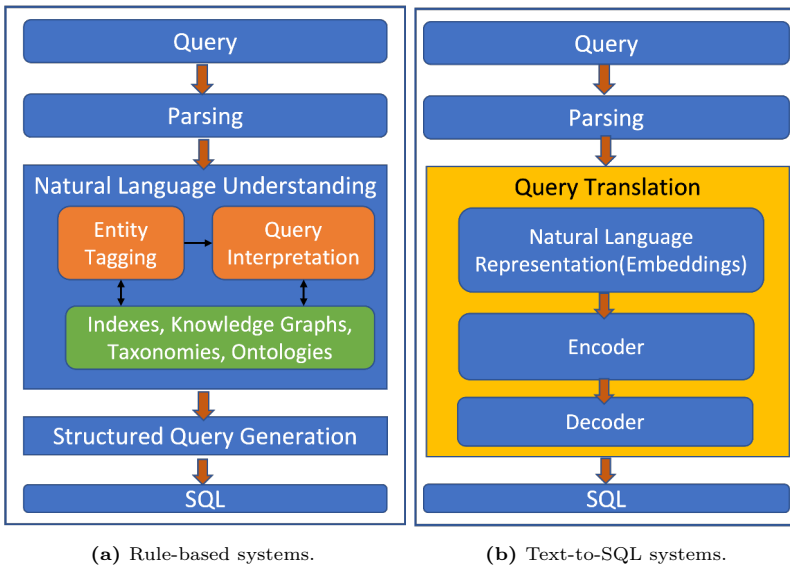 Query
Parsing
Natural Language Understanding
Entity
Tagging
Query
Interpretation
Indexes, Knowledge Graphs,
Taxonomies, Ontologies
Structured Query Generation
SQL
(a) Rule-based systems.
Query
Parsing
Query Translation
Natural Language
Representation(Embeddings)
Encoder
Decoder
SQL
(b) Text-to-SQL systems.